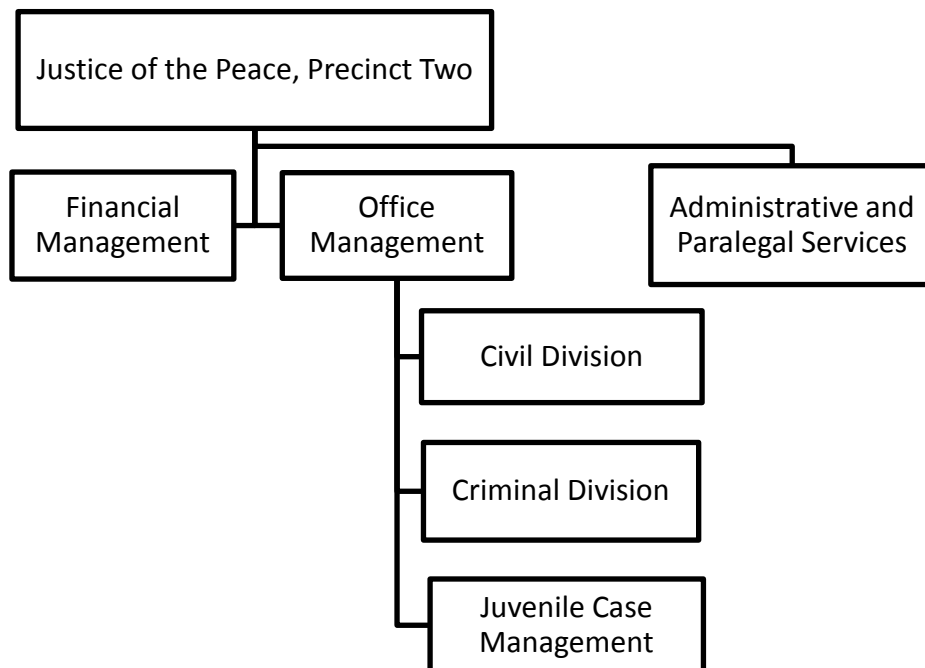 Justice of the Peace, Precinct Two
Financial
Management
Office
Management
Administrative and
Paralegal Services
Civil Division
Criminal Division
Juvenile Case
Management